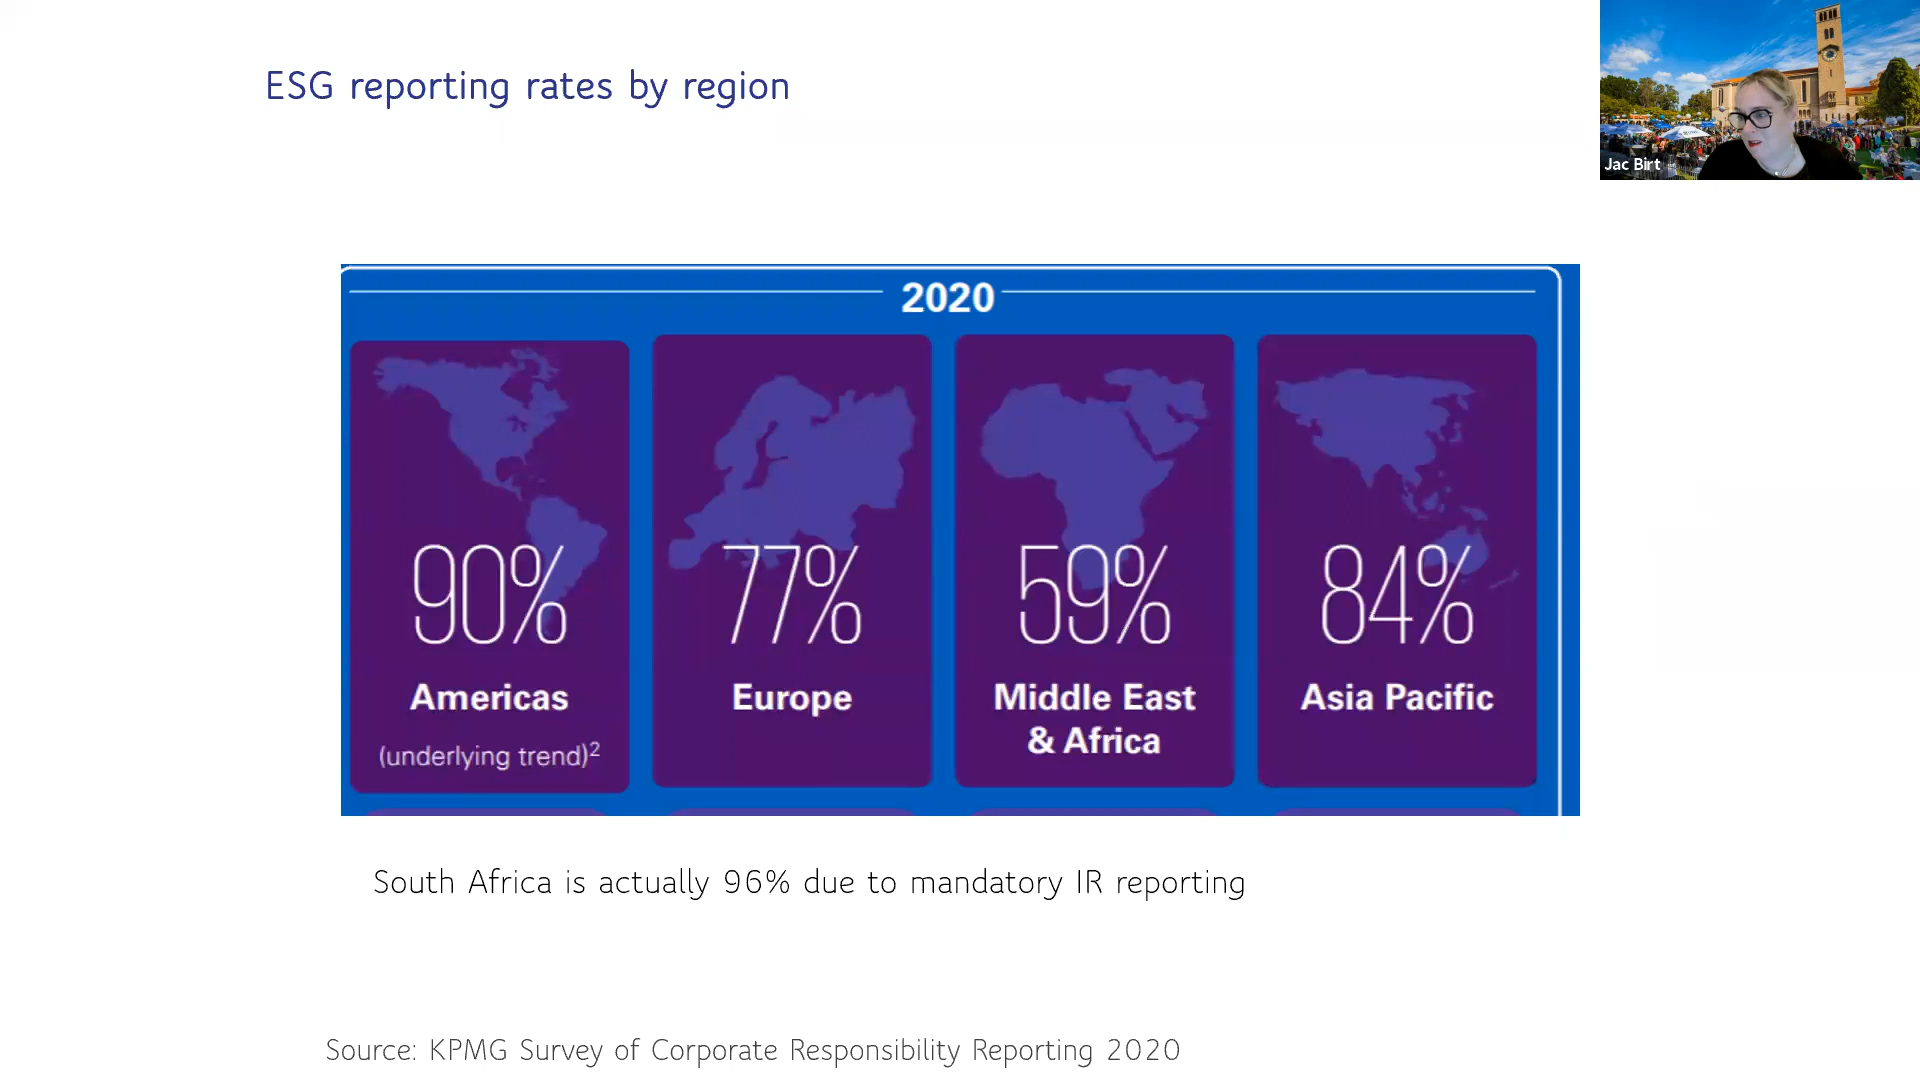 ESG reporting rates by region
Jac Birt
2020
90%
Americas
(underlying trend)2
77%
Europe
59%
Middle East
& Africa
84%
Asia Pacific
South Africa is actually 96% due to mandatory IR reporting
Source: KPMG Survey of Corporate Responsibility Reporting 2020